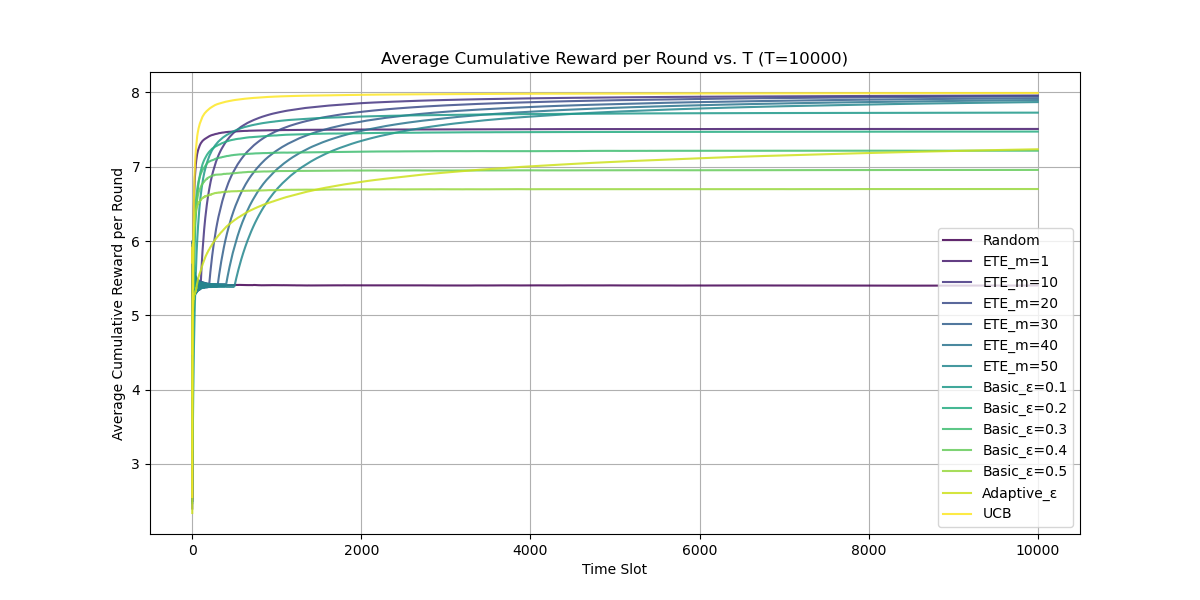 Average Cumulative Reward per Round vs. T (T=10000)
Average Cumulative Reward per Round
8
7
6
5
4
3
0
2000
4000
6000
8000
10000
Time Slot
Random
ETE_m=1
ETE_m=10
ETE_m=20
ETE_m=30
ETE_m=40
ETE_m=50
Basic_ε=0.1
Basic_ε=0.2
Basic_ε=0.3
Basic_ε=0.4
Basic_ε=0.5
Adaptive_ε
UCB